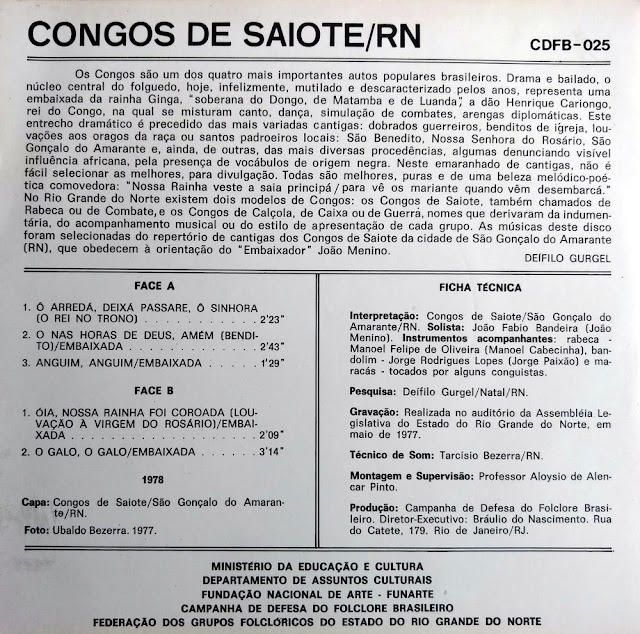 CONGOS DE SAIOTE/RN
CDFB-025
Os Congos são um dos quatro mais importantes autos populares brasileiros. Drama e bailado, o
núcleo central do folguedo, hoje, infelizmente, mutilado e descaracterizado pelos anos, representa uma
embaixada da rainha Ginga, "soberana do Dongo, de Matamba e de Luanda", a dão Henrique Cariongo,
rei do Congo, na qual se misturam canto, dança, simulação de combates, arengas diplomáticas. Este
entrecho dramático é precedido das mais variadas cantigas: dobrados guerreiros, benditos de igreja, lou-
vações aos oragos da raça ou santos padroeiros locais: São Benedito, Nossa Senhora do Rosário, São
Gonçalo do Amarante e, ainda, de outras, das mais diversas procedências, algumas denunciando visível
influência africana, pela presença de vocábulos de origem negra. Neste emaranhado de cantigas, não é
fácil selecionar as melhores, para divulgação. Todas são melhores, puras e de uma beleza melódico-poé-
tica comovedora: "Nossa Rainha veste a saia principá/para vê os mariante quando vêm desembarcá."
No Rio Grande do Norte existem dois modelos de Congos: os Congos de Saiote, também chamados de
Rabeca ou de Combate, e os Congos de Calçola, de Caixa ou de Guerra, nomes que derivaram da indumen-
tária, do acompanhamento musical ou do estilo de apresentação de cada grupo. As músicas deste disco
foram selecionadas do repertório de cantigas dos Congos de Saiote da cidade de São Gonçalo do Amarante
(RN), que obedecem à orientação do "Embaixador" João Menino.
DEÍFILO GURGEL
FACE A
1. Ô ARREDÁ, DEIXÁ PASSARE, Ô SINHORA
(O REI NO TRONO) . . . . . . . . . . . 2'23"
2. O NAS HORAS DE DEUS, AMÉM (BENDI-
TO)/EMBAIXADA . . . . . . . . . . . . 2'43"
3. ANGUIM, ANGUIM/EMBAIXADA . . . . . 1'29"
FACE B
1. ÓIA, NOSSA RAINHA FOI COROADA (LOU-
VAÇÃO À VIRGEM DO ROSÁRIO)/EMBAI-
XADA . . . . . . . . . . . . . . . . 2'09"
2. O GALO, O GALO/EMBAIXADA . . . . . . 3'14"
1978
Capa: Congos de Saiote/São Gonçalo do Amaran-
te/RN.
Foto: Ubaldo Bezerra. 1977.
FICHA TÉCNICA
Interpretação: Congos de Saiote/São Gonçalo do
Amarante/RN. Solista: João Fabio Bandeira (João
Menino). Instrumentos acompanhantes: rabeca -
Manoel Felipe de Oliveira (Manoel Cabecinha), ban-
dolim - Jorge Rodrigues Lopes (Jorge Paixão) e ma-
racás - tocados por alguns conguistas.
Pesquisa: Deífilo Gurgel/Natal/RN.
Gravação: Realizada no auditório da Assembléia Le-
gislativa do Estado do Rio Grande do Norte, em
maio de 1977.
Técnico de Som: Tarcísio Bezerra/RN.
Montagem e Supervisão: Professor Aloysio de Alen-
car Pinto.
Produção: Campanha de Defesa do Folclore Brasi-
leiro. Diretor-Executivo: Bráulio do Nascimento. Rua
do Catete, 179. Rio de Janeiro/RJ.
MINISTÉRIO DA EDUCAÇÃO E CULTURA
DEPARTAMENTO DE ASSUNTOS CULTURAIS
FUNDAÇÃO NACIONAL DE ARTE - FUNARTE
CAMPANHA DE DEFESA DO FOLCLORE BRASILEIRO
FEDERAÇÃO DOS GRUPOS FOLCLÓRICOS DO ESTADO DO RIO GRANDE DO NORTE